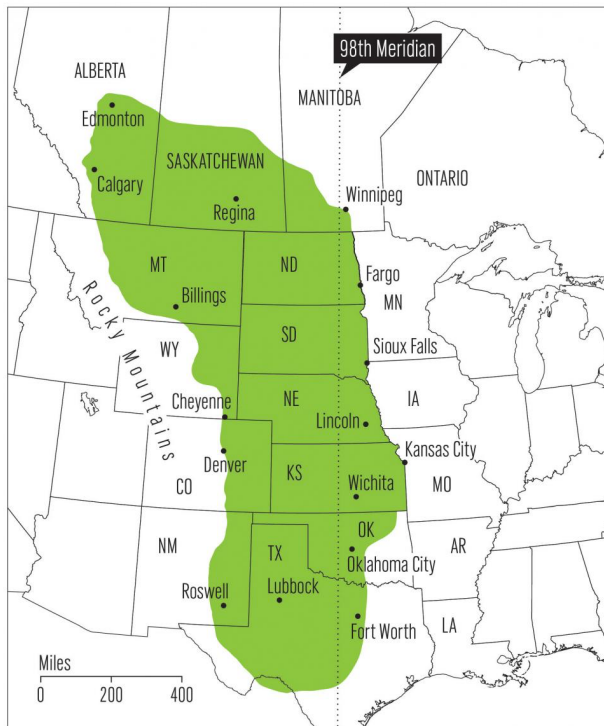 98th Meridian
ALBERTA
MANITOBA
Edmonton
SASKATCHEWAN
ONTARIO
Calgary
Regina
Winnipeg
MT
ND
Fargo
MN
Billings
Rocky Mountains
SD
WY
Sioux Falls
NE
IA
Cheyenne
Lincoln
Denver
Kansas City
KS
CO
Wichita
MO
OK
NM
TX
AR
Oklahoma City
Roswell
Lubbock
Fort Worth
LA
Miles
0 200 400